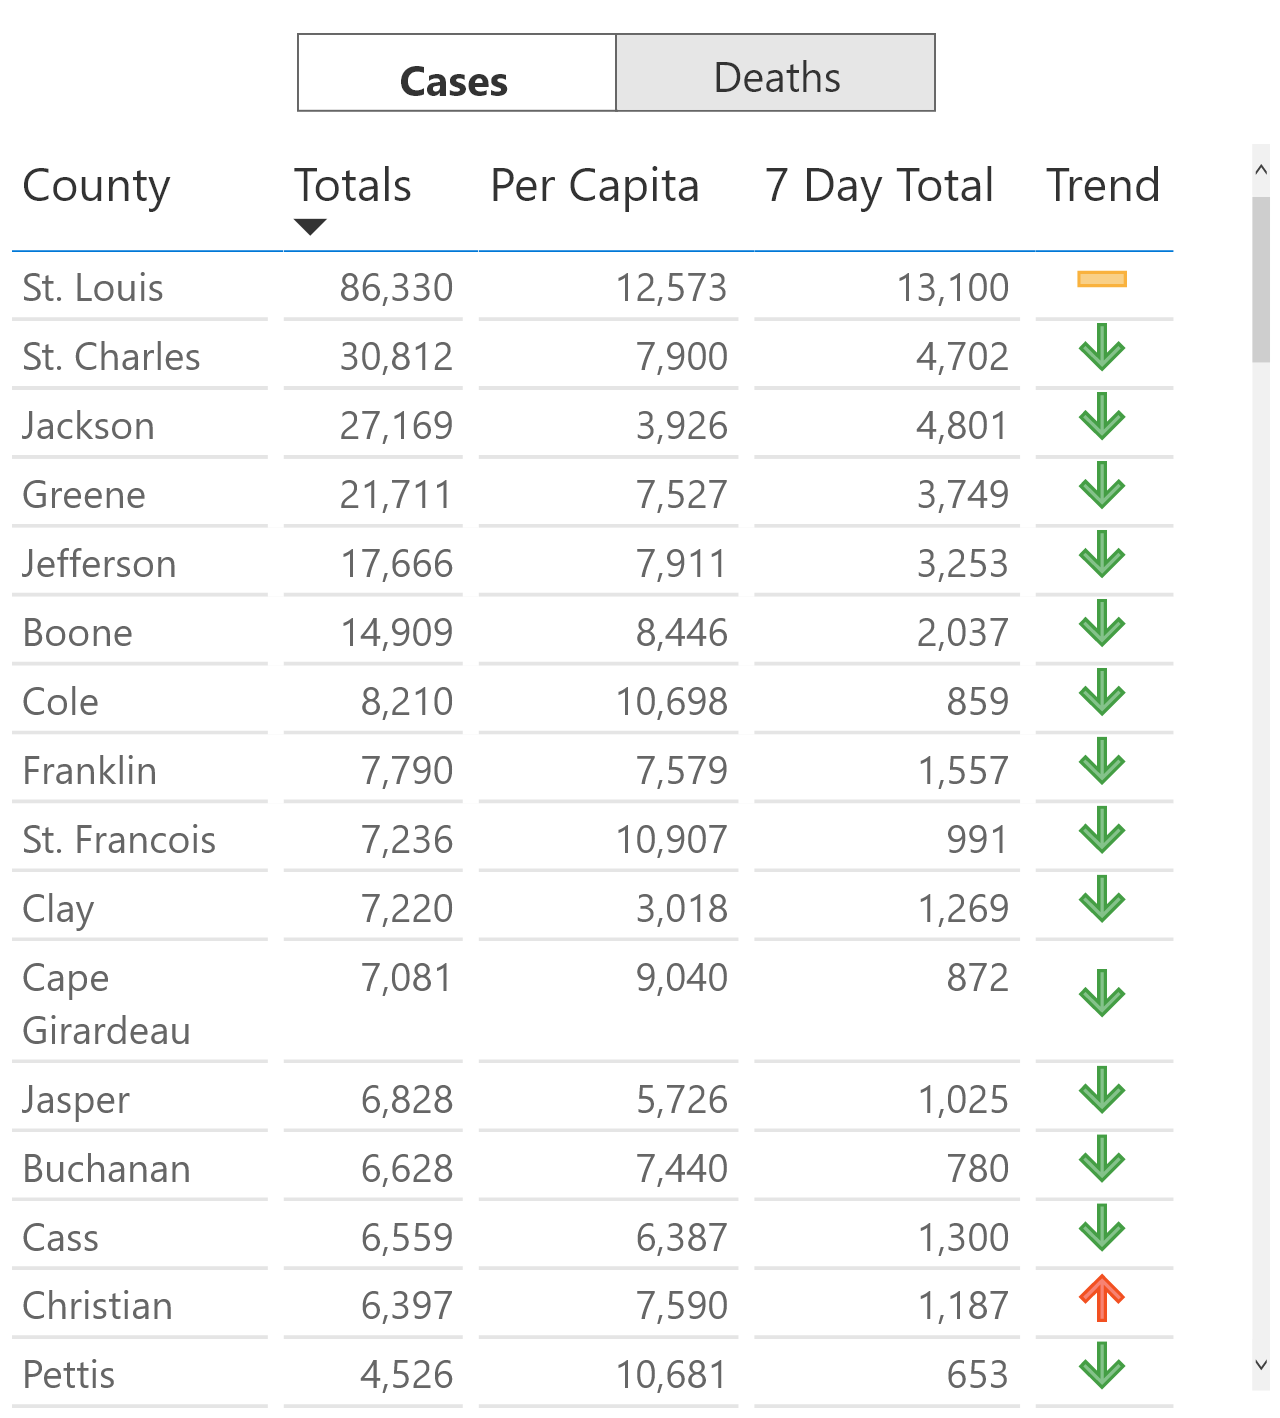 Cases Deaths
County Totals Per Capita 7 Day Total Trend
St. Louis 86,330 12,573 13,100
St. Charles 30,812 7,900 4,702
Jackson 27,169 3,926 4,801
Greene 21,711 7,527 3,749
Jefferson 17,666 7,911 3,253
Boone 14,909 8,446 2,037
Cole 8,210 10,698 859
Franklin 7,790 7,579 1,557
St. Francois 7,236 10,907 991
Clay 7,220 3,018 1,269
Cape 7,081 9,040 872
Girardeau
Jasper 6,828 5,726 1,025
Buchanan 6,628 7,440 780
Cass 6,559 6,387 1,300
Christian 6,397 7,590 1,187
Pettis 4,526 10,681 653